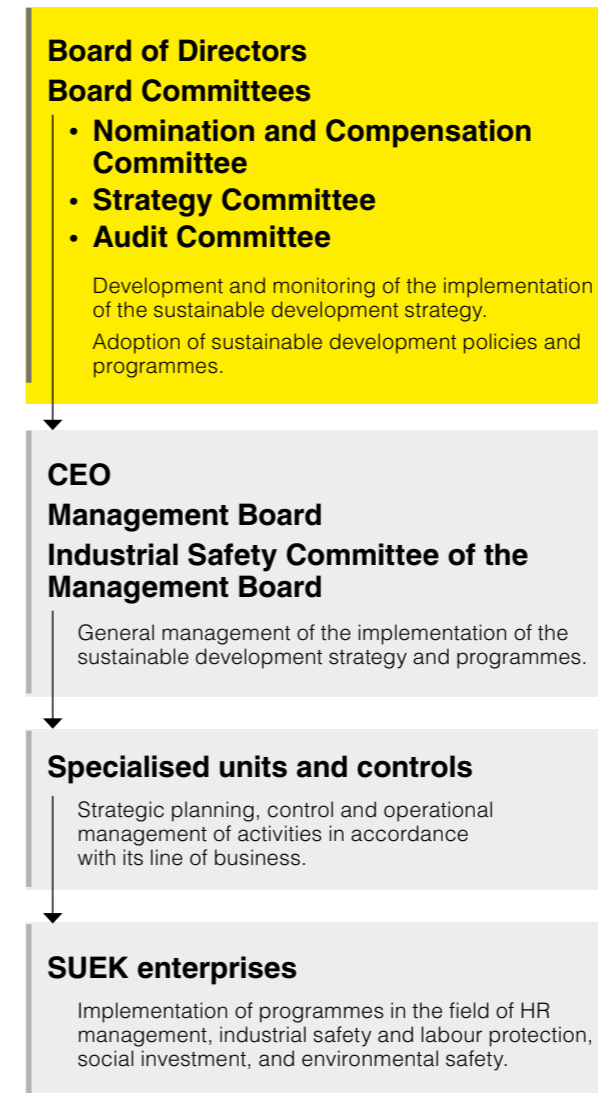 Board of Directors
Board Committees
• Nomination and Compensation
Committee
• Strategy Committee
• Audit Committee
Development and monitoring of the implementation
of the sustainable development strategy.
Adoption of sustainable development policies and
programmes.
CEO
Management Board
Industrial Safety Committee of the
Management Board
General management of the implementation of the
sustainable development strategy and programmes.
Specialised units and controls
Strategic planning, control and operational
management of activities in accordance
with its line of business.
SUEK enterprises
Implementation of programmes in the field of HR
management, industrial safety and labour protection,
social investment, and environmental safety.